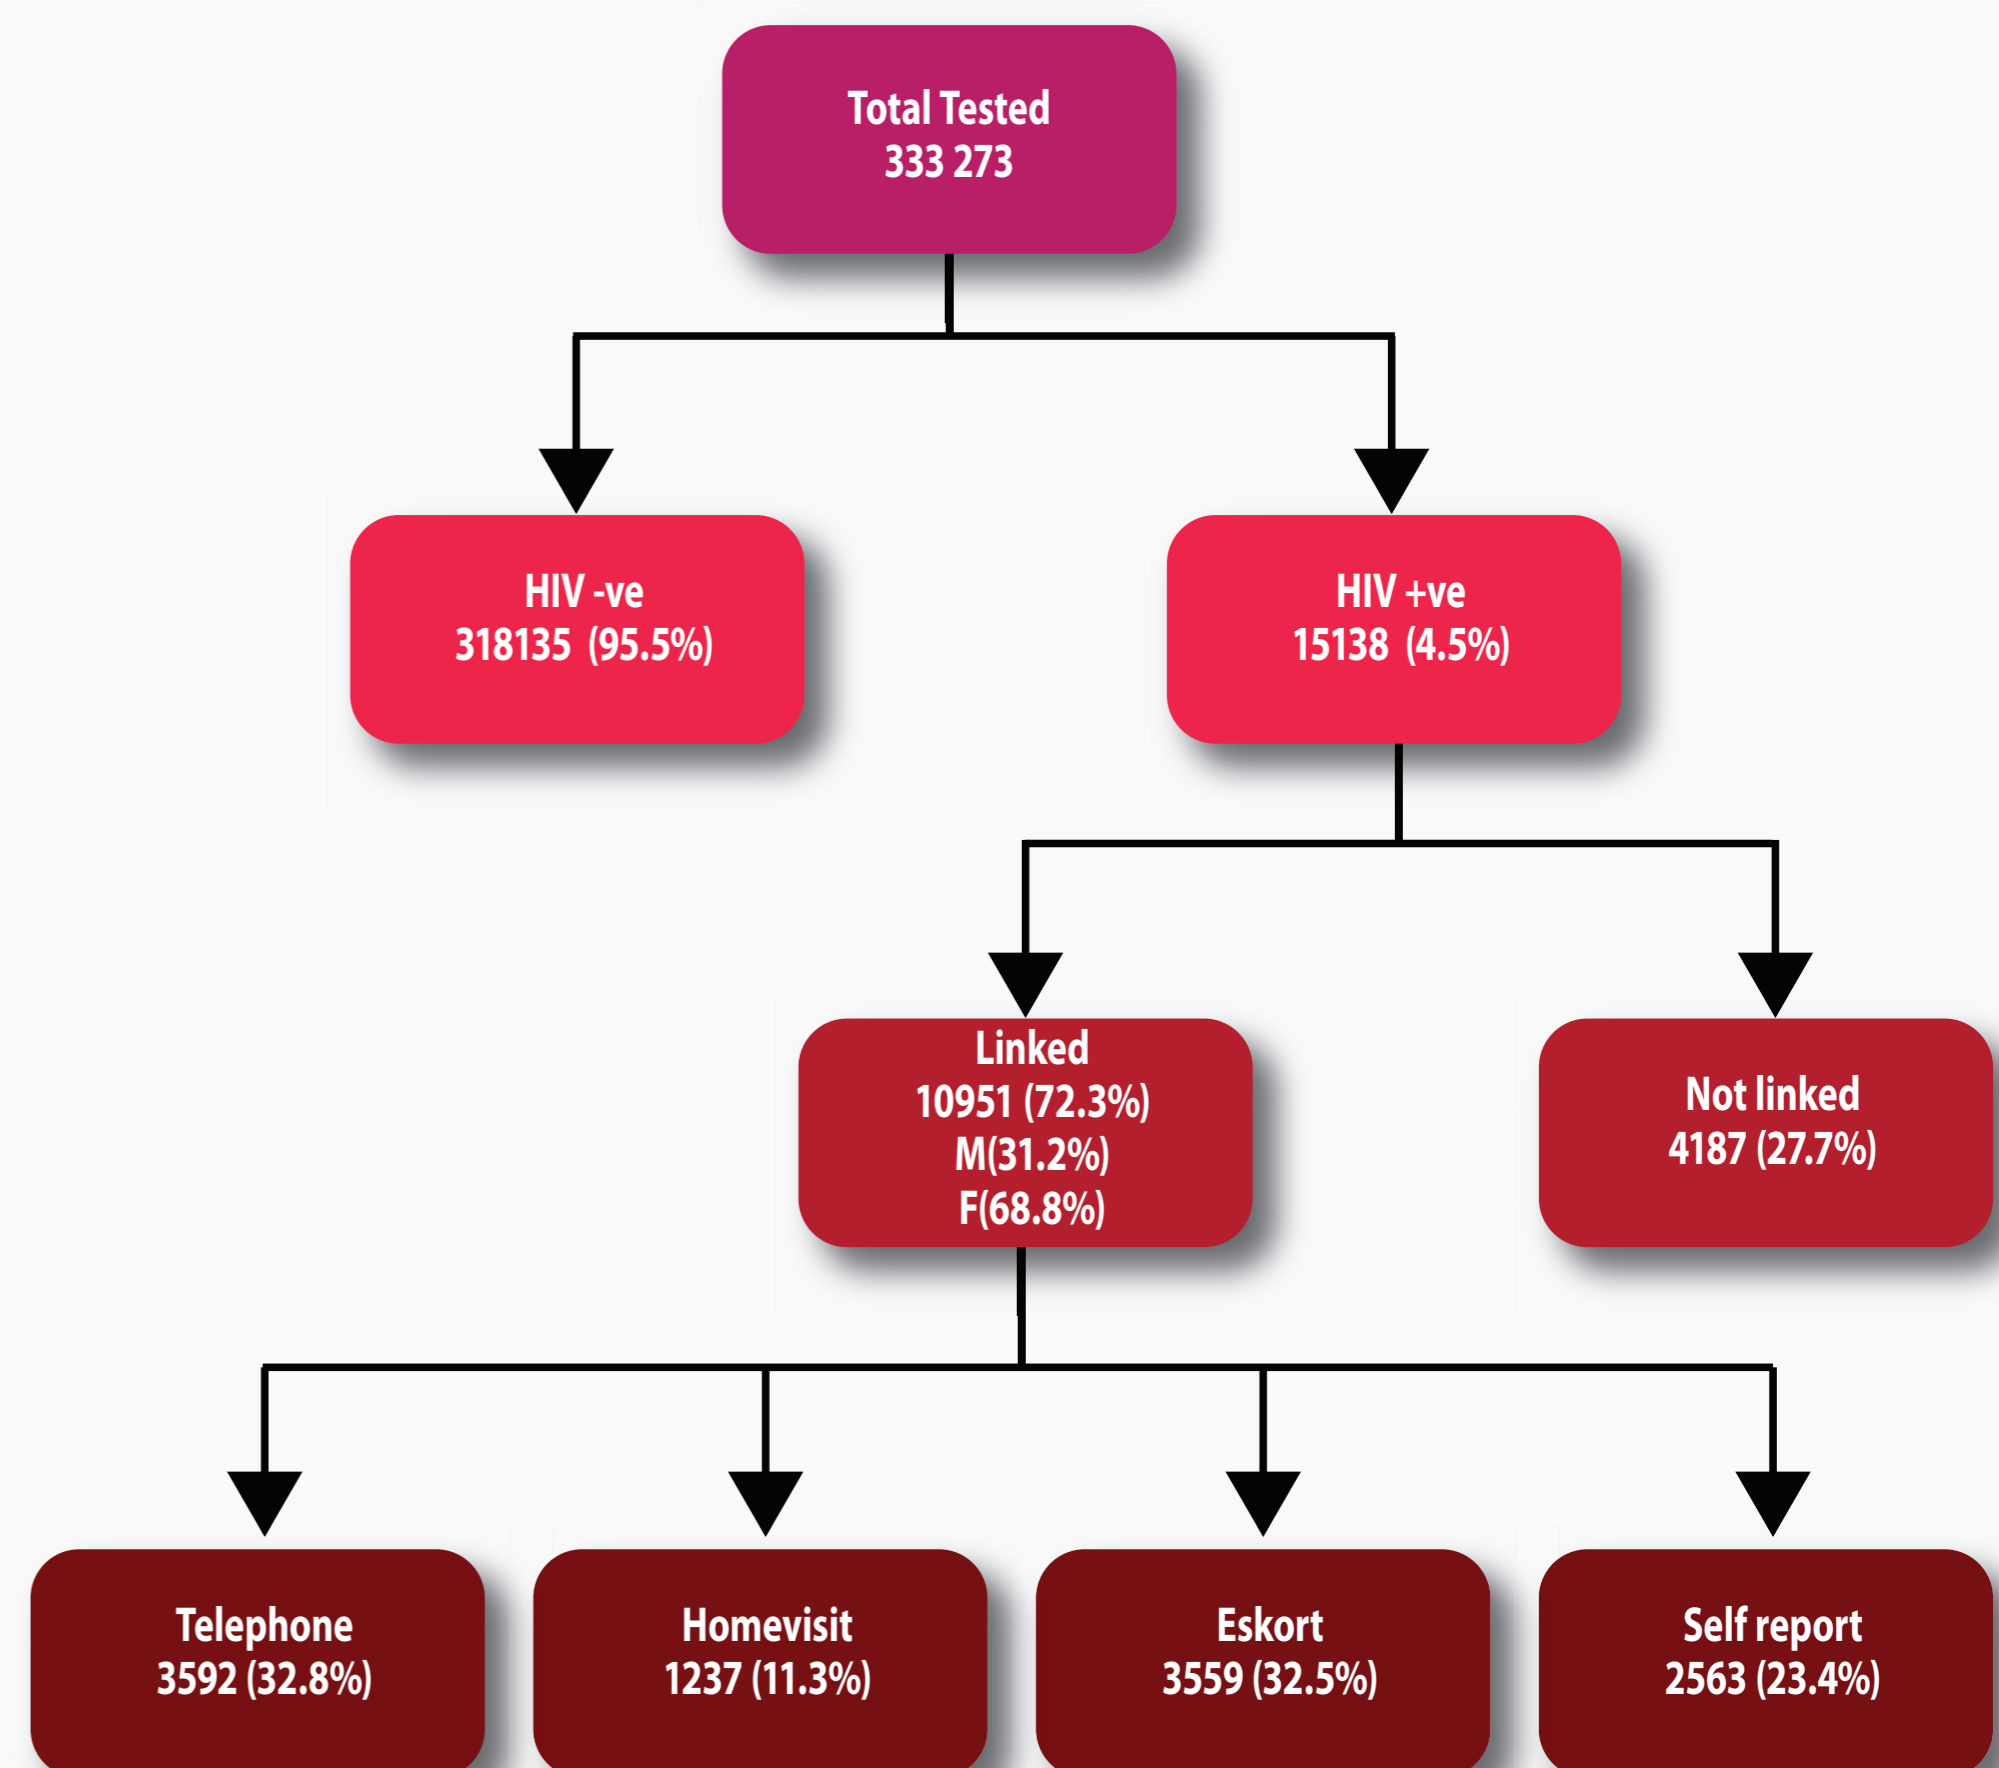 Total Tested
333 273
HIV -ve
318135 (95.5%)
HIV +ve
15138 (4.5%)
Linked
10951 (72.3%)
M(31.2%)
F(68.8%)
Not linked
4187 (27.7%)
Telephone
3592 (32.8%)
Homevisit
1237 (11.3%)
Eskort
3559 (32.5%)
Self report
2563 (23.4%)